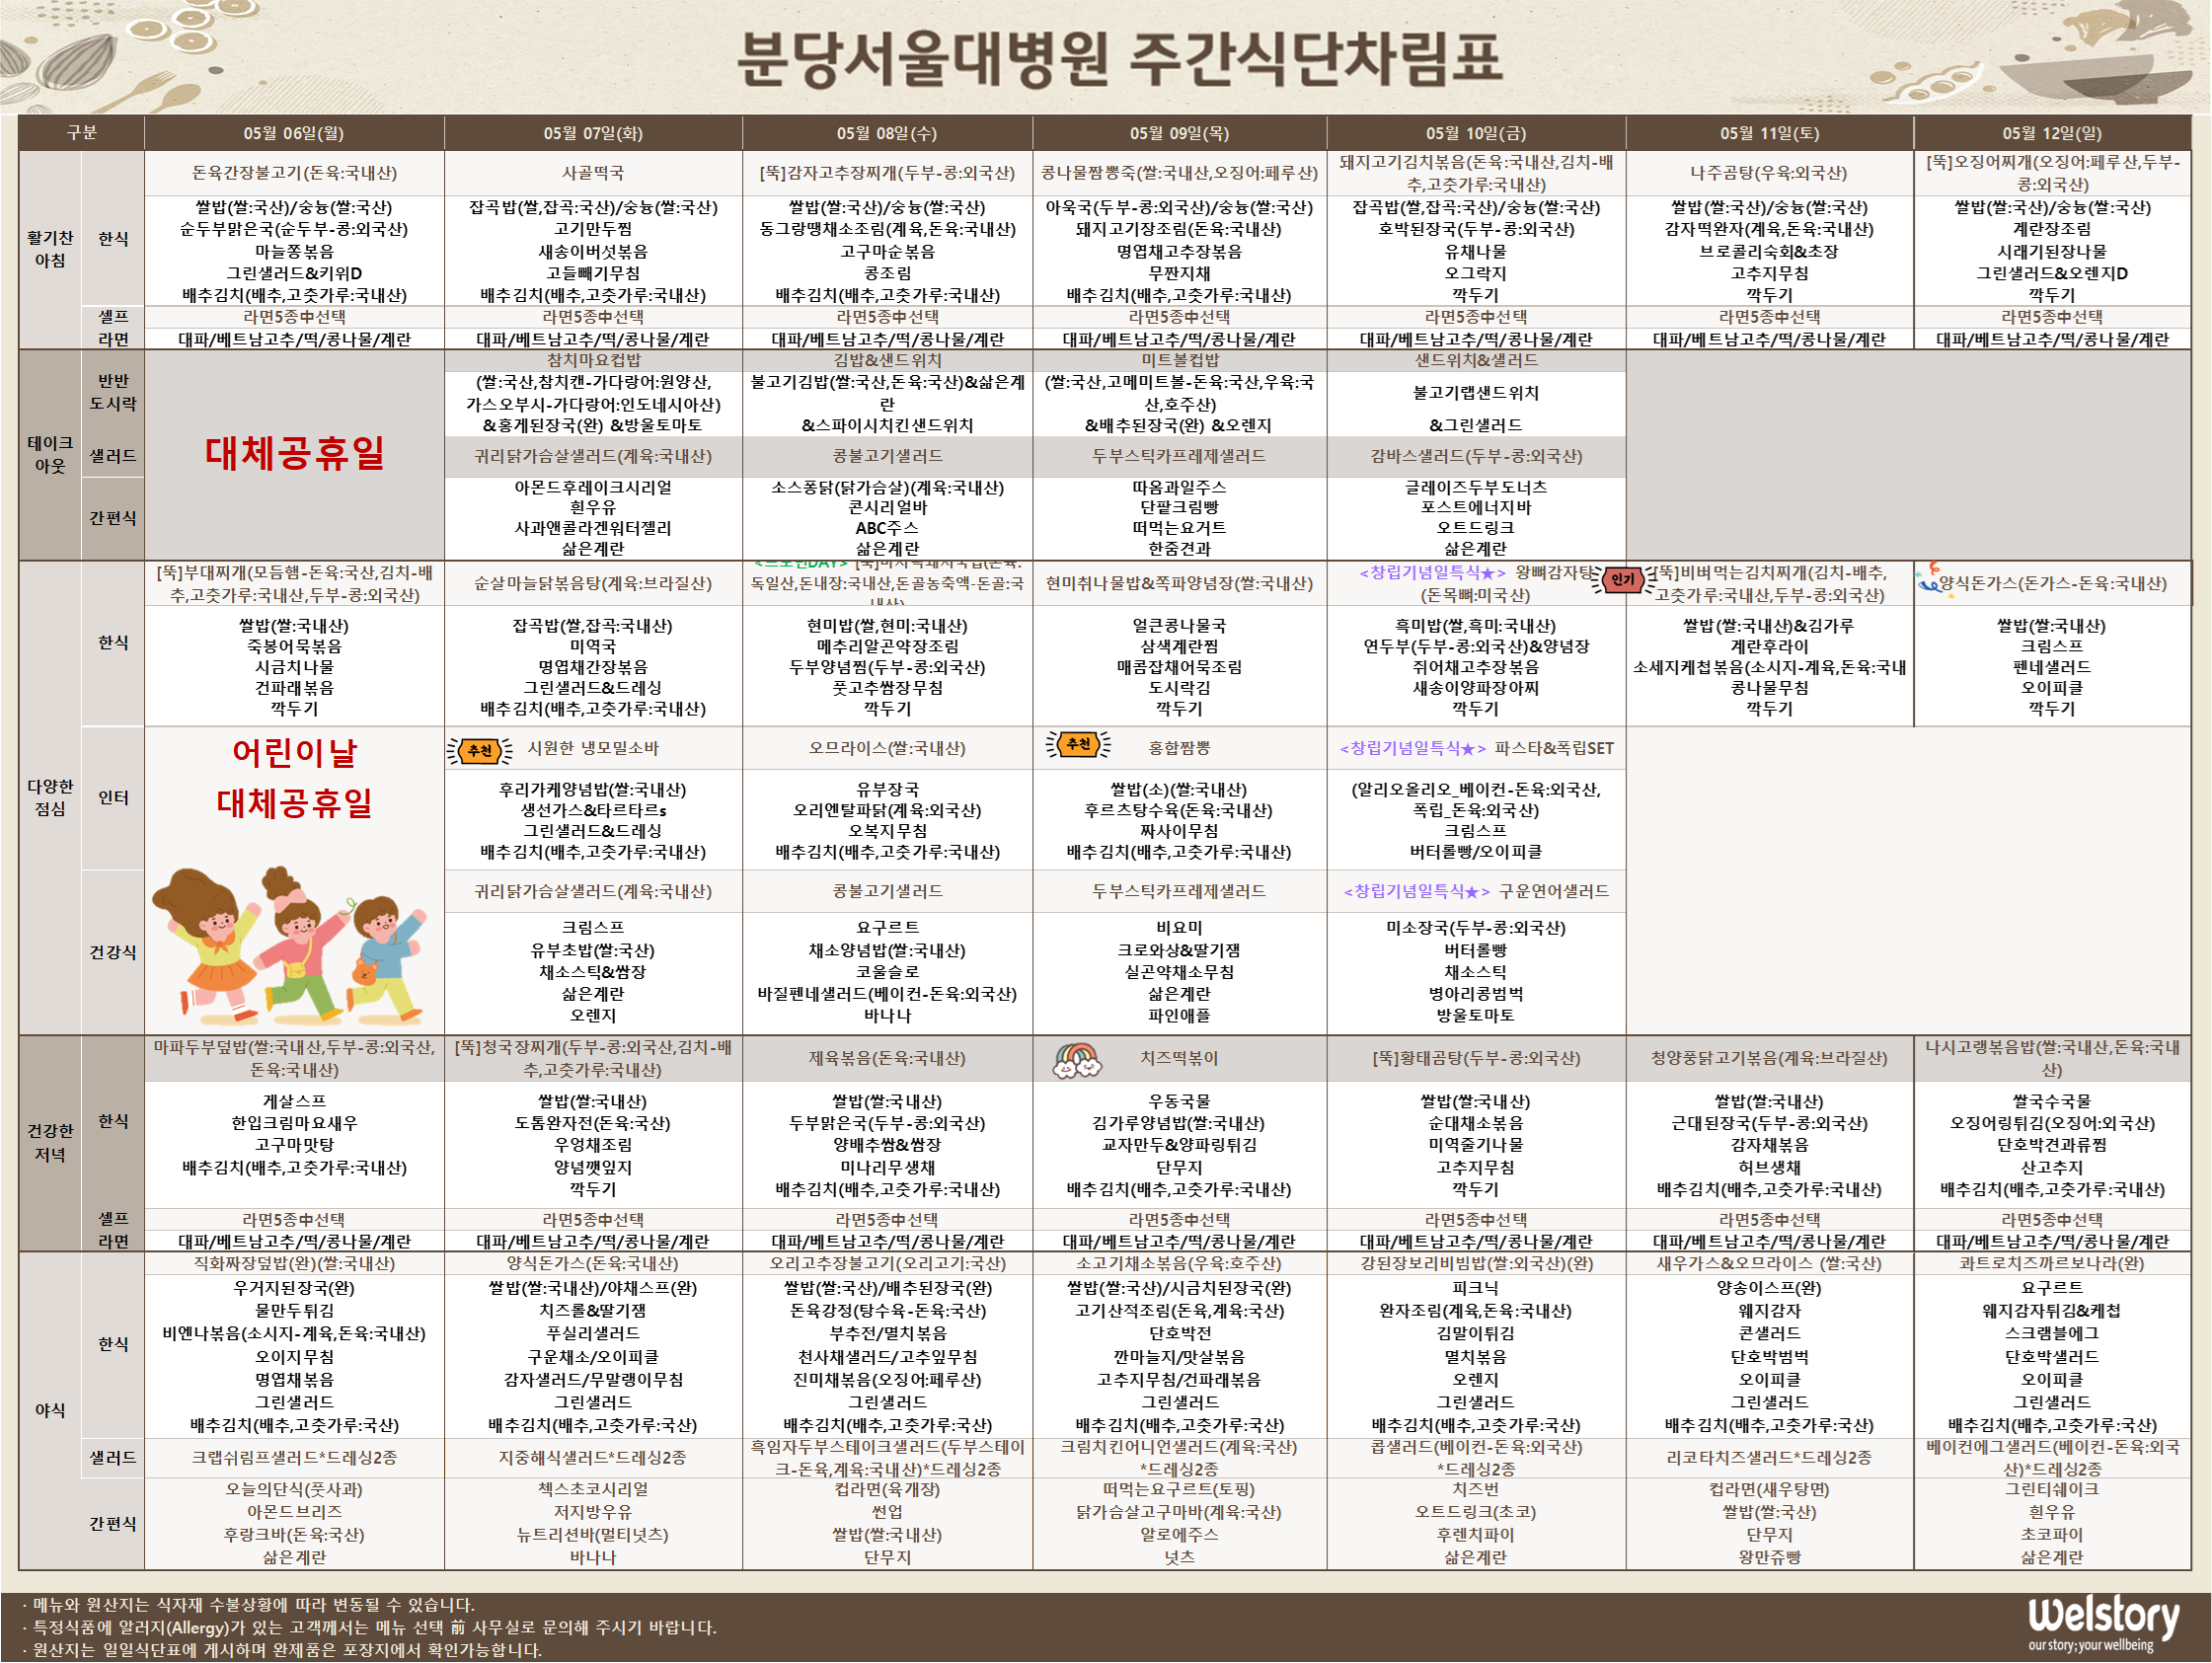 분당서울대병원 주간식단차림표
구분
05월 06일(월)
05월 07일(화)
05월 08일(수)
05월 09일(목)
05월 10일(금)
05월 11일(토)
05월 12일(일)
활기찬
아침
한식
돈육간장불고기(돈육:국내산)
쌀밥(쌀:국산)/숭늉(쌀:국산)
순두부맑은국(순두부-콩:외국산)
마늘쫑볶음
그린샐러드&키위D
배추김치(배추,고춧가루:국내산)
사골떡국
잡곡밥(쌀,잡곡:국산)/숭늉(쌀:국산)
고기만두찜
새송이버섯볶음
고들빼기무침
배추김치(배추,고춧가루:국내산)
[뚝]감자고추장찌개(두부-콩:외국산)
쌀밥(쌀:국산)/숭늉(쌀:국산)
동그랑땡채소조림(계육,돈육:국내산)
고구마순볶음
콩조림
배추김치(배추,고춧가루:국내산)
콩나물짬뽕죽(쌀:국내산,오징어:페루산)
아욱국(두부-콩:외국산)/숭늉(쌀:국산)
돼지고기장조림(돈육:국내산)
명엽채고추장볶음
무짠지채
배추김치(배추,고춧가루:국내산)
돼지고기김치볶음(돈육:국내산,김치-배
추,고춧가루:국내산)
잡곡밥(쌀,잡곡:국산)/숭늉(쌀:국산)
호박된장국(두부-콩:외국산)
유채나물
오그락지
깍두기
나주곰탕(우육:외국산)
쌀밥(쌀:국산)/숭늉(쌀:국산)
감자떡완자(계육,돈육:국내산)
브로콜리숙회&초장
고추지무침
깍두기
[뚝]오징어찌개(오징어:페루산,두부-
콩:외국산)
쌀밥(쌀:국산)/숭늉(쌀:국산)
계란장조림
시래기된장나물
그린샐러드&오렌지D
깍두기
셀프
라면
라면5종中선택
대파/베트남고추/떡/콩나물/계란
라면5종中선택
대파/베트남고추/떡/콩나물/계란
라면5종中선택
대파/베트남고추/떡/콩나물/계란
라면5종中선택
대파/베트남고추/떡/콩나물/계란
라면5종中선택
대파/베트남고추/떡/콩나물/계란
라면5종中선택
대파/베트남고추/떡/콩나물/계란
라면5종中선택
대파/베트남고추/떡/콩나물/계란
테이크
아웃
반반
도시락
대체공휴일
참치마요컵밥
(쌀:국산,참치캔-가다랑어:원양산,
가스오부시-가다랑어:인도네시아산)
&홍게된장국(완) &방울토마토
김밥&샌드위치
불고기김밥(쌀:국산,돈육:국산)&삶은계
란
&스파이시치킨샌드위치
미트볼컵밥
(쌀:국산,고메미트볼-돈육:국산,우육:국
산,호주산)
&배추된장국(완) &오렌지
샌드위치&샐러드
불고기랩샌드위치
&그린샐러드
샐러드
귀리닭가슴살샐러드(계육:국내산)
콩불고기샐러드
두부스틱카프레제샐러드
감바스샐러드(두부-콩:외국산)
간편식
아몬드후레이크시리얼
흰우유
사과앤콜라겐워터젤리
삶은계란
소스퐁닭(닭가슴살)(계육:국내산)
콘시리얼바
ABC주스
삶은계란
따옴과일주스
단팥크림빵
떠먹는요거트
한줌견과
글레이즈두부도너츠
포스트에너지바
오트드링크
삶은계란
다양한
점심
한식
[뚝]부대찌개(모듬햄-돈육:국산,김치-배
추,고춧가루:국내산,두부-콩:외국산)
쌀밥(쌀:국내산)
죽봉어묵볶음
시금치나물
건파래볶음
깍두기
순살마늘닭볶음탕(계육:브라질산)
잡곡밥(쌀,잡곡:국내산)
미역국
명엽채간장볶음
그린샐러드&드레싱
배추김치(배추,고춧가루:국내산)
독일산,돈내장:국내산,돈골농축액-돈골:국
현미밥(쌀,현미:국내산)
메추리알곤약장조림
두부양념찜(두부-콩:외국산)
풋고추쌈장무침
깍두기
현미취나물밥&쪽파양념장(쌀:국내산)
얼큰콩나물국
삼색계란찜
매콤잡채어묵조림
도시락김
깍두기
<창립기념일특식★> 왕뼈감자탕
(돈목뼈:미국산)
흑미밥(쌀,흑미:국내산)
연두부(두부-콩:외국산)&양념장
쥐어채고추장볶음
새송이양파장아찌
깍두기
인기
[뚝]비벼먹는김치찌개(김치-배추,
고춧가루:국내산,두부-콩:외국산)
쌀밥(쌀:국내산)&김가루
계란후라이
소세지케첩볶음(소시지-계육,돈육:국내
콩나물무침
깍두기
양식돈가스(돈가스-돈육:국내산)
쌀밥(쌀:국내산)
크림스프
펜네샐러드
오이피클
깍두기
인터
어린이날
대체공휴일
추천
시원한 냉모밀소바
후리가케양념밥(쌀:국내산)
생선가스&타르타르s
그린샐러드&드레싱
배추김치(배추,고춧가루:국내산)
오므라이스(쌀:국내산)
유부장국
오리엔탈파닭(계육:외국산)
오복지무침
배추김치(배추,고춧가루:국내산)
추천
홍합짬뽕
쌀밥(소)(쌀:국내산)
후르츠탕수육(돈육:국내산)
짜사이무침
배추김치(배추,고춧가루:국내산)
<창립기념일특식★> 파스타&폭립SET
(알리오올리오_베이컨-돈육:외국산,
폭립_돈육:외국산)
크림스프
버터롤빵/오이피클
건강식
귀리닭가슴살샐러드(계육:국내산)
크림스프
유부초밥(쌀:국산)
채소스틱&쌈장
삶은계란
오렌지
콩불고기샐러드
요구르트
채소양념밥(쌀:국내산)
코울슬로
바질펜네샐러드(베이컨-돈육:외국산)
바나나
두부스틱카프레제샐러드
비요미
크로와상&딸기잼
실곤약채소무침
삶은계란
파인애플
<창립기념일특식★> 구운연어샐러드
미소장국(두부-콩:외국산)
버터롤빵
채소스틱
병아리콩범벅
방울토마토
건강한
저녁
한식
마파두부덮밥(쌀:국내산,두부-콩:외국산,
돈육:국내산)
게살스프
한입크림마요새우
고구마맛탕
배추김치(배추,고춧가루:국내산)
[뚝]청국장찌개(두부-콩:외국산,김치-배
추,고춧가루:국내산)
쌀밥(쌀:국내산)
도톰완자전(돈육:국산)
우엉채조림
양념깻잎지
깍두기
제육볶음(돈육:국내산)
쌀밥(쌀:국내산)
두부맑은국(두부-콩:외국산)
양배추쌈&쌈장
미나리무생채
배추김치(배추,고춧가루:국내산)
치즈떡볶이
우동국물
김가루양념밥(쌀:국내산)
교자만두&양파링튀김
단무지
배추김치(배추,고춧가루:국내산)
[뚝]황태곰탕(두부-콩:외국산)
쌀밥(쌀:국내산)
순대채소볶음
미역줄기나물
고추지무침
깍두기
청양풍닭고기볶음(계육:브라질산)
쌀밥(쌀:국내산)
근대된장국(두부-콩:외국산)
감자채볶음
허브생채
배추김치(배추,고춧가루:국내산)
나시고랭볶음밥(쌀:국내산,돈육:국내
산)
쌀국수국물
오징어링튀김(오징어:외국산)
단호박견과류찜
산고추지
배추김치(배추,고춧가루:국내산)
셀프
라면
라면5종中선택
대파/베트남고추/떡/콩나물/계란
라면5종中선택
대파/베트남고추/떡/콩나물/계란
라면5종中선택
대파/베트남고추/떡/콩나물/계란
라면5종中선택
대파/베트남고추/떡/콩나물/계란
라면5종中선택
대파/베트남고추/떡/콩나물/계란
라면5종中선택
대파/베트남고추/떡/콩나물/계란
라면5종中선택
대파/베트남고추/떡/콩나물/계란
야식
한식
직화짜장덮밥(완)(쌀:국내산)
우거지된장국(완)
물만두튀김
비엔나볶음(소시지-계육,돈육:국내산)
오이지무침
명엽채볶음
그린샐러드
배추김치(배추,고춧가루:국산)
양식돈가스(돈육:국내산)
쌀밥(쌀:국내산)/야채스프(완)
치즈롤&딸기잼
푸실리샐러드
구운채소/오이피클
감자샐러드/무말랭이무침
그린샐러드
배추김치(배추,고춧가루:국산)
오리고추장불고기(오리고기:국산)
쌀밥(쌀:국산)/배추된장국(완)
돈육강정(탕수육-돈육:국산)
부추전/멸치볶음
천사채샐러드/고추잎무침
진미채볶음(오징어:페루산)
그린샐러드
배추김치(배추,고춧가루:국산)
소고기채소볶음(우육:호주산)
쌀밥(쌀:국산)/시금치된장국(완)
고기산적조림(돈육,계육:국산)
단호박전
깐마늘지/맛살볶음
고추지무침/건파래볶음
그린샐러드
배추김치(배추,고춧가루:국산)
강된장보리비빔밥(쌀:외국산)(완)
피크닉
완자조림(계육,돈육:국내산)
김말이튀김
멸치볶음
오렌지
그린샐러드
배추김치(배추,고춧가루:국산)
새우가스&오므라이스 (쌀:국산)
양송이스프(완)
웨지감자
콘샐러드
단호박범벅
오이피클
그린샐러드
배추김치(배추,고춧가루:국산)
콰트로치즈까르보나라(완)
요구르트
웨지감자튀김&케첩
스크램블에그
단호박샐러드
오이피클
그린샐러드
배추김치(배추,고춧가루:국산)
샐러드
크랩쉬림프샐러드*드레싱2종
지중해식샐러드*드레싱2종
흑임자두부스테이크샐러드(두부스테이
크-돈육,계육:국내산)*드레싱2종
크림치킨어니언샐러드(계육:국산)
*드레싱2종
콥샐러드(베이컨-돈육:외국산)
*드레싱2종
리코타치즈샐러드*드레싱2종
베이컨에그샐러드(베이컨-돈육:외국
산)*드레싱2종
간편식
오늘의단식(풋사과)
아몬드브리즈
후랑크바(돈육:국산)
삶은계란
첵스초코시리얼
저지방우유
뉴트리션바(멀티넛츠)
바나나
컵라면(육개장)
썬업
쌀밥(쌀:국내산)
단무지
떠먹는요구르트(토핑)
닭가슴살고구마바(계육:국산)
알로에주스
넛츠
치즈번
오트드링크(초코)
후렌치파이
삶은계란
컵라면(새우탕면)
쌀밥(쌀:국산)
단무지
왕만쥬빵
그린티쉐이크
흰우유
초코파이
삶은계란
· 메뉴와 원산지는 식자재 수불상황에 따라 변동될 수 있습니다.
· 특정식품에 알러지(Allergy)가 있는 고객께서는 메뉴 선택 前 사무실로 문의해 주시기 바랍니다.
· 원산지는 일일식단표에 게시하며 완제품은 포장지에서 확인가능합니다.
welstory
our story; your wellbeing